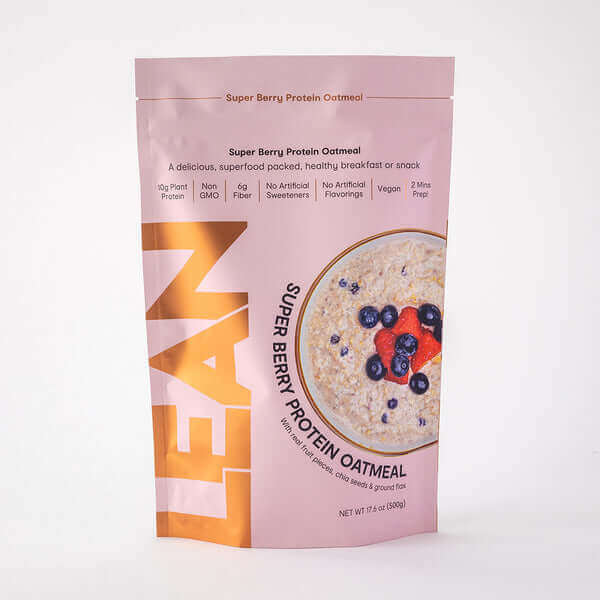 Super Berry Protein Oatmeal
Super Berry Protein Oatmeal
A delicious, superfood packed, healthy breakfast or snack
10g Plant
Protein
Non
GMO
6g
Fiber
No Artificial
Sweeteners
No Artificial
Flavorings
Vegan
2 Mins
Prep!
LEAN
SUPER BERRY PROTEIN OATMEAL
With real fruit pieces, chia seeds & ground flax
NET WT 17.6 oz (500g)